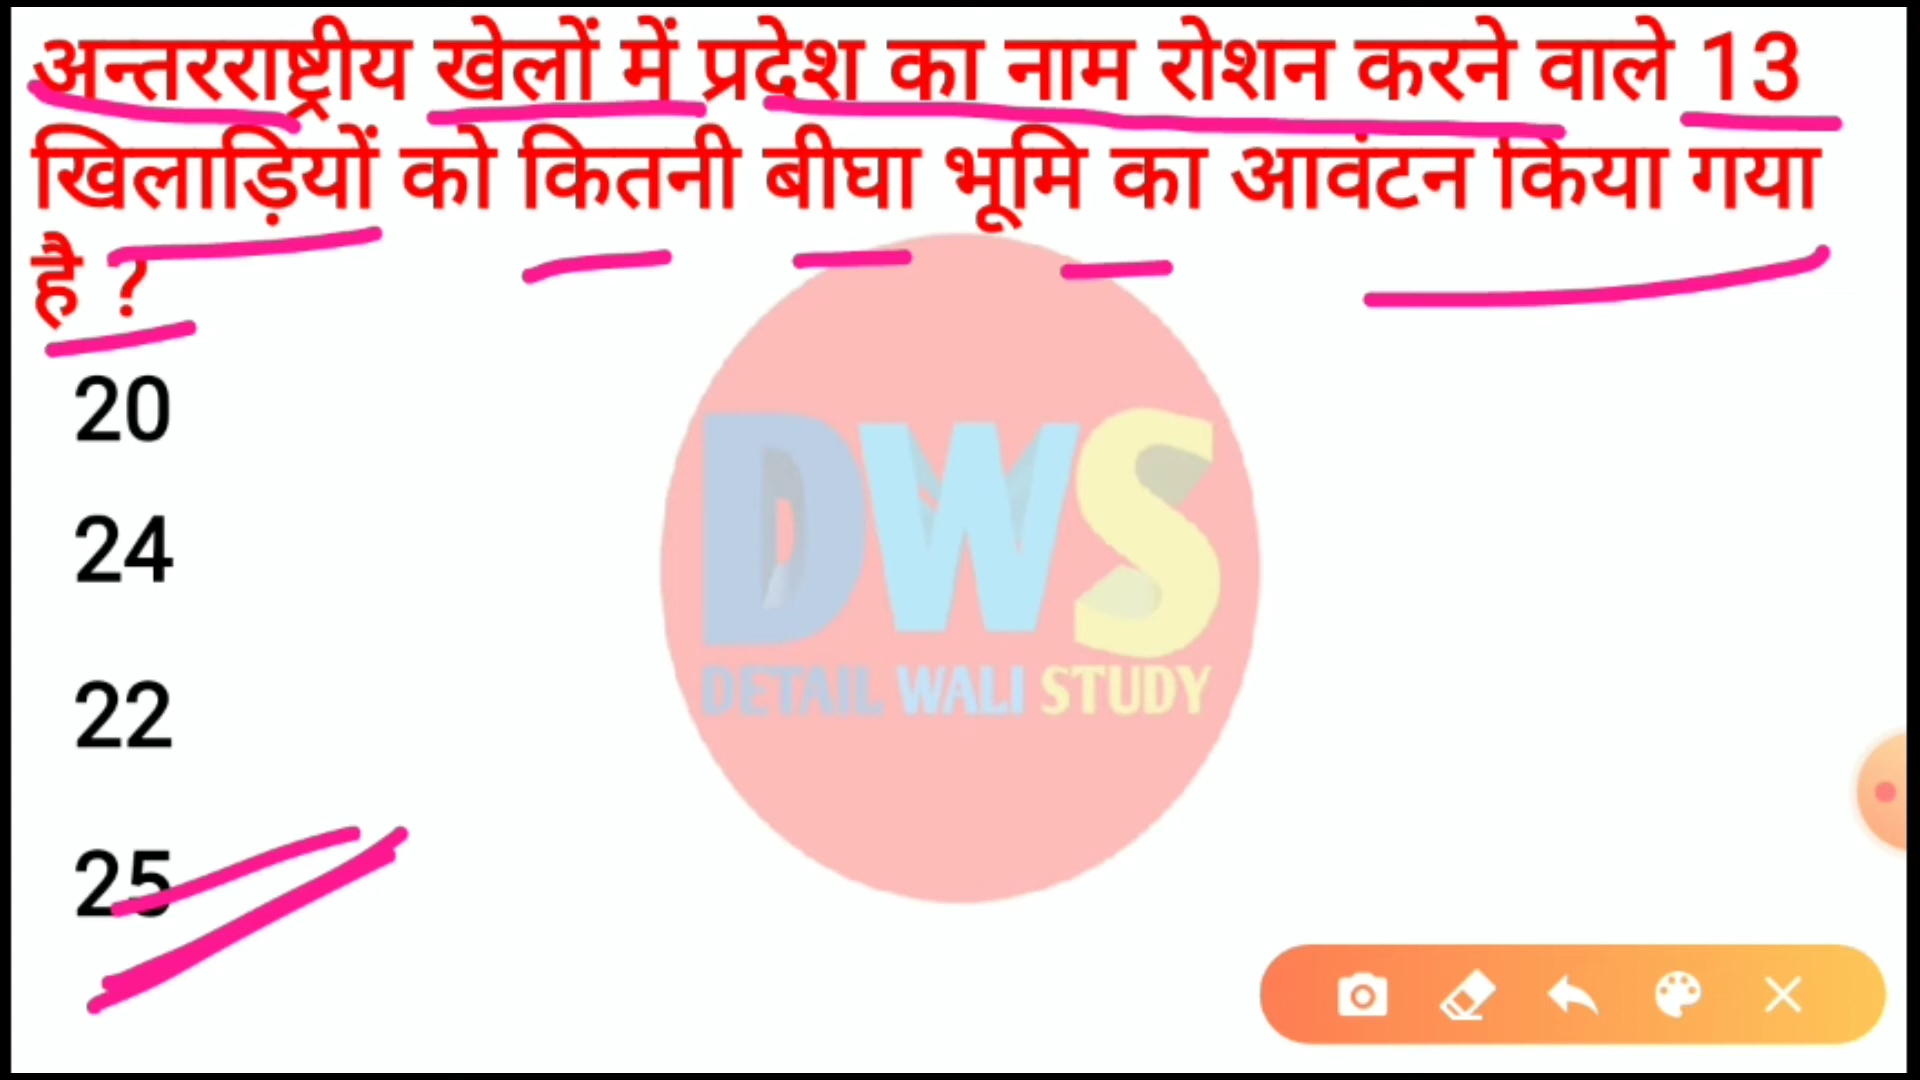 अन्तरराष्ट्रीय खेलों में प्रदेश का नाम रोशन करने वाले 13
खिलाड़ियों को कितनी बीघा भूमि का आवंटन किया गया
है ?
20
24
22
25
DWS
DETAIL WALI STUDY